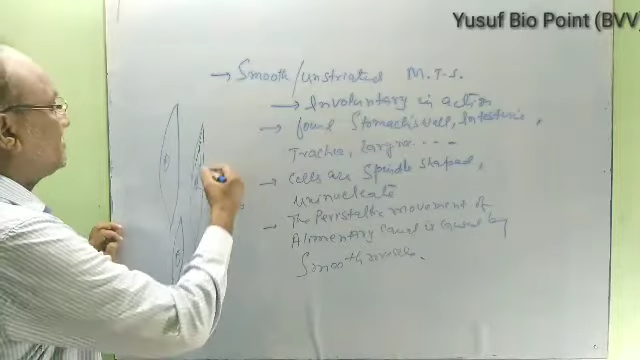 Yusuf Bio Point (BVV)
→ Smooth/unstriated M.T.S.
→ Involuntary in action
→ found Stomach's wall, Intestine,
Trachea, larynx ----
→ Cells are Spindle shaped,
uninucleate
→ The Peristaltic movement of
Alimentary Canal is caused by
Smooth muscle.